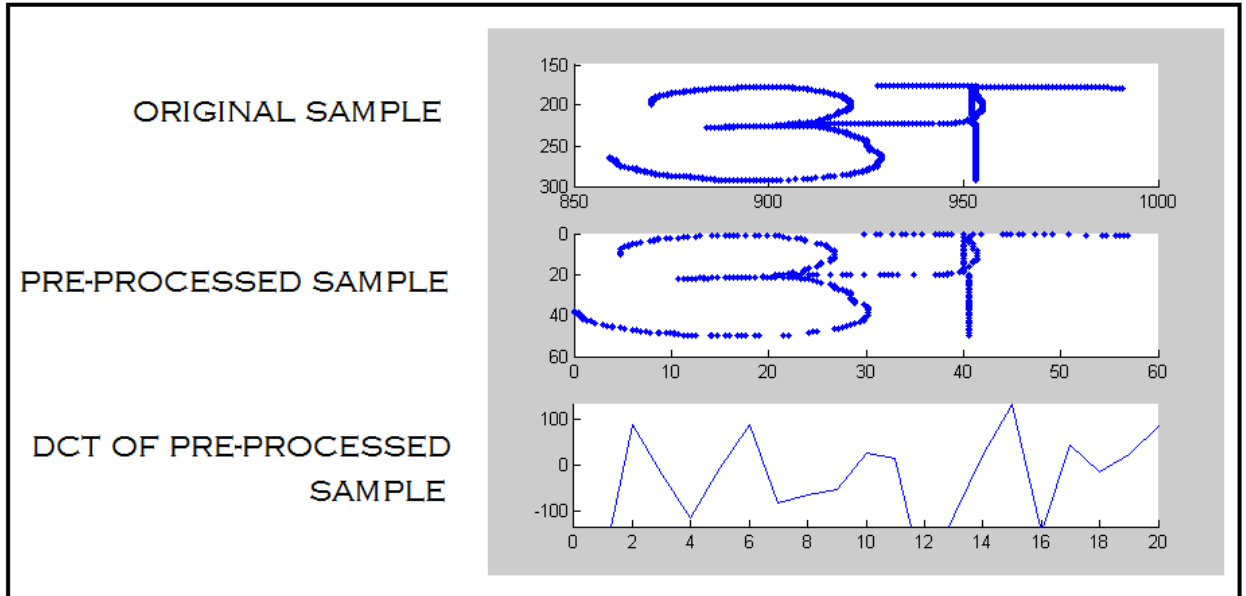 ORIGINAL SAMPLE
150
200
250
300
850 900 950 1000
अ
PRE-PROCESSED SAMPLE
0
20
40
60
0 10 20 30 40 50 60
अ
DCT OF PRE-PROCESSED
SAMPLE
100
0
-100
0 2 4 6 8 10 12 14 16 18 20